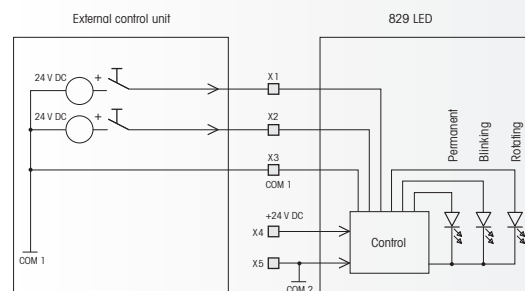 External control unit
829 LED
24 V DC
+
X1
24 V DC
+
X2
X3
COM 1
Permanent
Blinking
Rotating
+24 V DC
X4
Control
X5
COM 1
COM 2